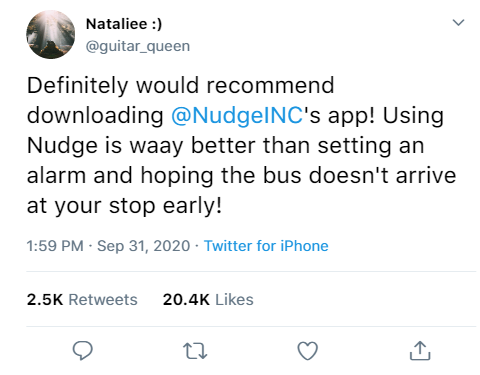 Nataliee :)
@guitar_queen
Definitely would recommend
downloading @NudgeINC's app! Using
Nudge is waay better than setting an
alarm and hoping the bus doesn't arrive
at your stop early!
1:59 PM · Sep 31, 2020 · Twitter for iPhone
2.5K Retweets 20.4K Likes